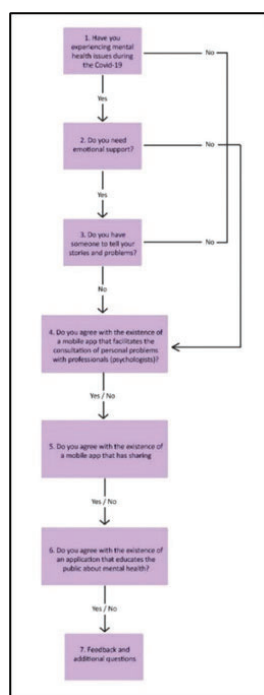 1. Have you
experiencing mental
health issues during
the Covid-19
No
Yes
2. Do you need
emotional support?
No
Yes
3. Do you have
someone to tell your
stories and problems?
No
No
4. Do you agree with the existence
of a mobile app that facilitates the
consultation of personal problems
with professionals (psychologists)?
Yes / No
5. Do you agree with the existence
of a mobile app that has sharing
Yes / No
6. Do you agree with the existence of
an application that educates the
public about mental health?
Yes / No
7. Feedback and
additional questions